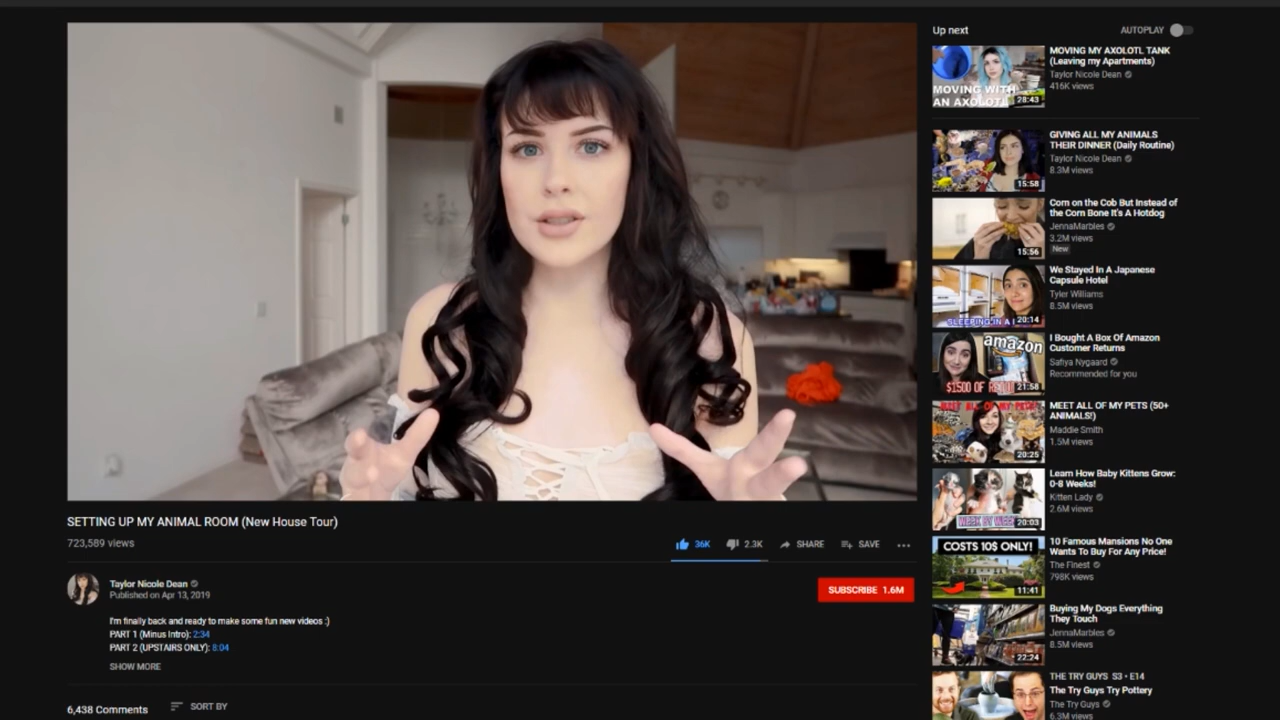 SETTING UP MY ANIMAL ROOM (New House Tour)
723,589 views
36K
2.3K
SHARE
SAVE
Taylor Nicole Dean
Published on Apr 13, 2019
SUBSCRIBE 1.6M
I'm finally back and ready to make some fun new videos :)
PART 1 (Minus Intro): 2:34
PART 2 (UPSTAIRS ONLY): 8:04
SHOW MORE
6,438 Comments
SORT BY
Up next
AUTOPLAY
MOVING WITH
AN AXOLOTL
28:43
MOVING MY AXOLOTL TANK
(Leaving my Apartments)
Taylor Nicole Dean
416K views
15:58
GIVING ALL MY ANIMALS
THEIR DINNER (Daily Routine)
Taylor Nicole Dean
8.3M views
15:56
Corn on the Cob But Instead of
the Corn Bone It's A Hotdog
JennaMarbles
3.2M views
New
SLEEPING IN A
20:14
We Stayed In A Japanese
Capsule Hotel
Tyler Williams
8.5M views
amazon
$1500 OF
21:58
I Bought A Box Of Amazon
Customer Returns
Safiya Nygaard
Recommended for you
MEET ALL OF MY PETS
20:25
MEET ALL OF MY PETS (50+
ANIMALS!)
Maddie Smith
1.5M views
WEEK BY WEEK
20:03
Learn How Baby Kittens Grow:
0-8 Weeks!
Kitten Lady
2.6M views
COSTS 10$ ONLY!
11:41
10 Famous Mansions No One
Wants To Buy For Any Price!
The Finest
798K views
22:24
Buying My Dogs Everything
They Touch
JennaMarbles
8.5M views
THE TRY GUYS S3 • E14
The Try Guys Try Pottery
The Try Guys
6.3M views